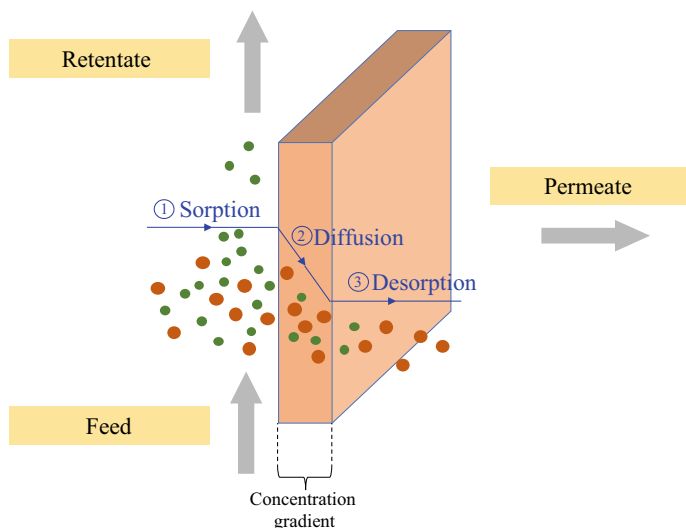 Retentate
Permeate
① Sorption
② Diffusion
③ Desorption
Feed
Concentration
gradient